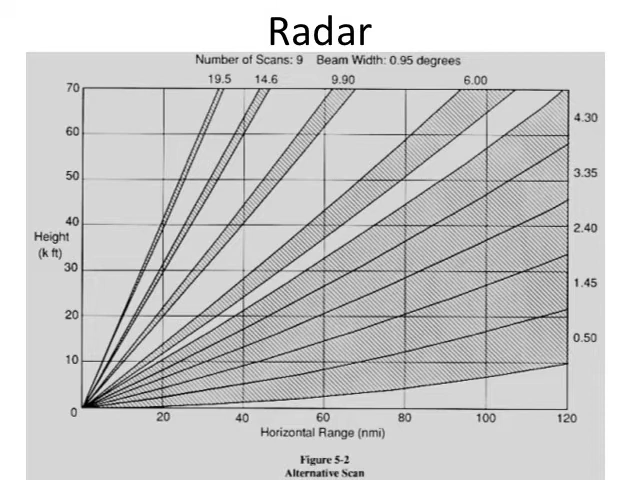 Radar
Number of Scans: 9 Beam Width: 0.95 degrees
19.5 14.6 9.90 6.00
70
60
50
40
30
20
10
0
Height
(k ft)
4.30
3.35
2.40
1.45
0.50
20 40 60 80 100 120
Horizontal Range (nmi)
Figure 5-2
Alternative Scan